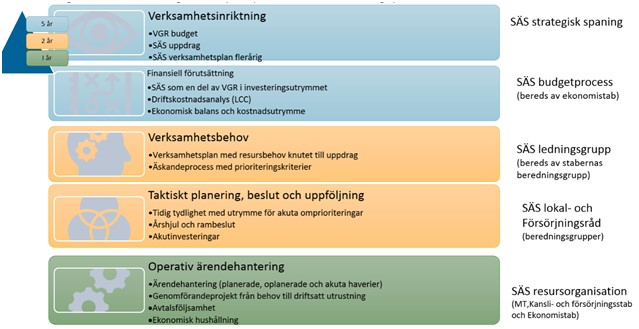 5 år
2 år
1 år
Verksamhetsinriktning
•VGR budget
•SÄS uppdrag
•SÄS verksamhetsplan flerårig
SÄS strategisk spaning
Finansiell förutsättning
•SÄS som en del av VGR i investeringsutrymmet
•Driftskostnadsanalys (LCC)
•Ekonomisk balans och kostnadsutrymme
SÄS budgetprocess
(bereds av ekonomistab)
Verksamhetsbehov
•Verksamhetsplan med resursbehov knutet till uppdrag
•Äskandeprocess med prioriteringskriterier
SÄS ledningsgrupp
(bereds av stabernas
beredningsgrupp)
Taktiskt planering, beslut och uppföljning
•Tidig tydlighet med utrymme för akuta omprioriteringar
•Årshjul och rambeslut
•Akutinvesteringar
SÄS lokal- och
Försörjningsråd
(beredningsgrupper)
Operativ ärendehantering
•Ärendehantering (planerade, oplanerade och akuta haverier)
•Genomförandeprojekt från behov till driftsatt utrustning
•Avtalsföljsamhet
•Ekonomisk hushållning
SÄS resursorganisation
(MT,Kansli- och försörjningsstab
och Ekonomistab)